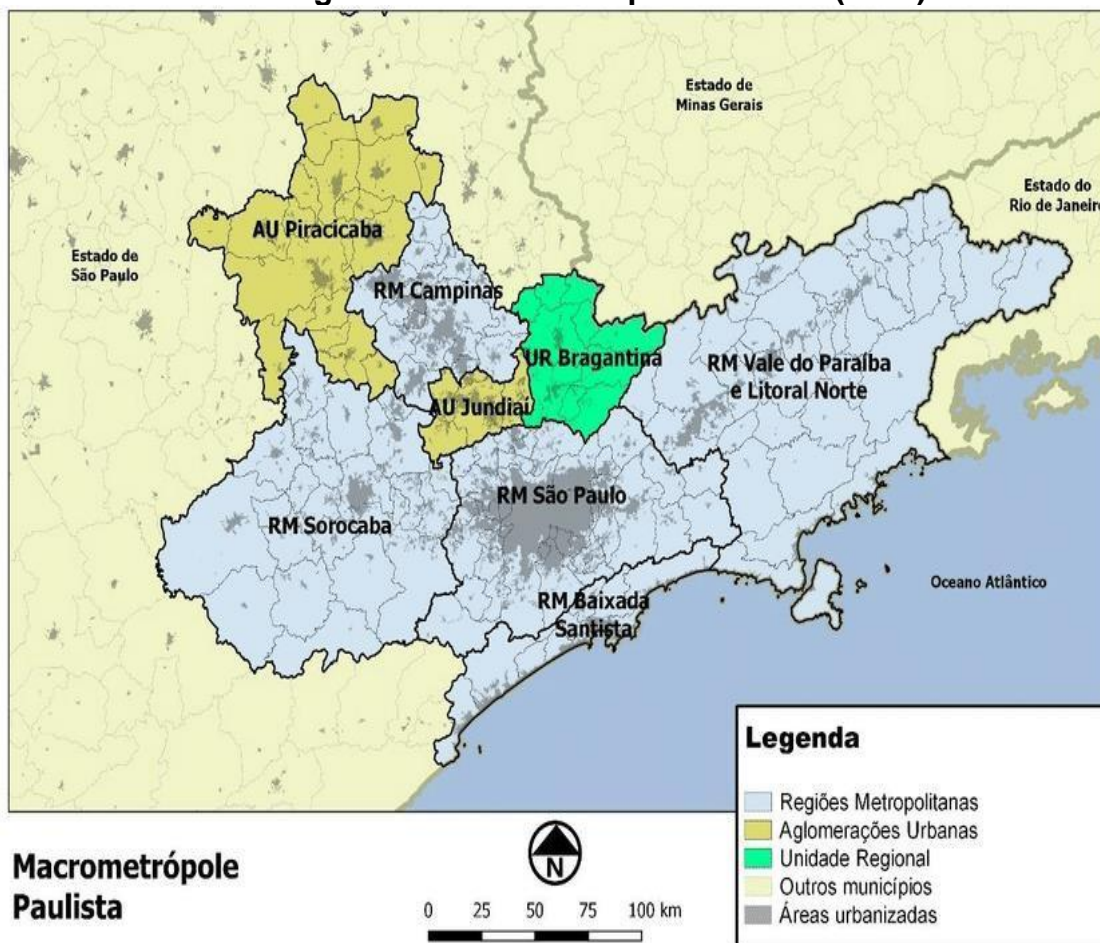 Estado de
Minas Gerais
Estado do
Rio de Janeiro
AU Piracicaba
Estado de
São Paulo
RM Campinas
UR Bragantina
RM Vale do Paraíba
e Litoral Norte
AU Jundiaí
RM São Paulo
RM Sorocaba
Oceano Atlântico
RM Baixada
Santista
Legenda
Regiões Metropolitanas
Aglomerações Urbanas
Unidade Regional
Outros municípios
Áreas urbanizadas
Macrometrópole
Paulista
N
0 25 50 75 100 km